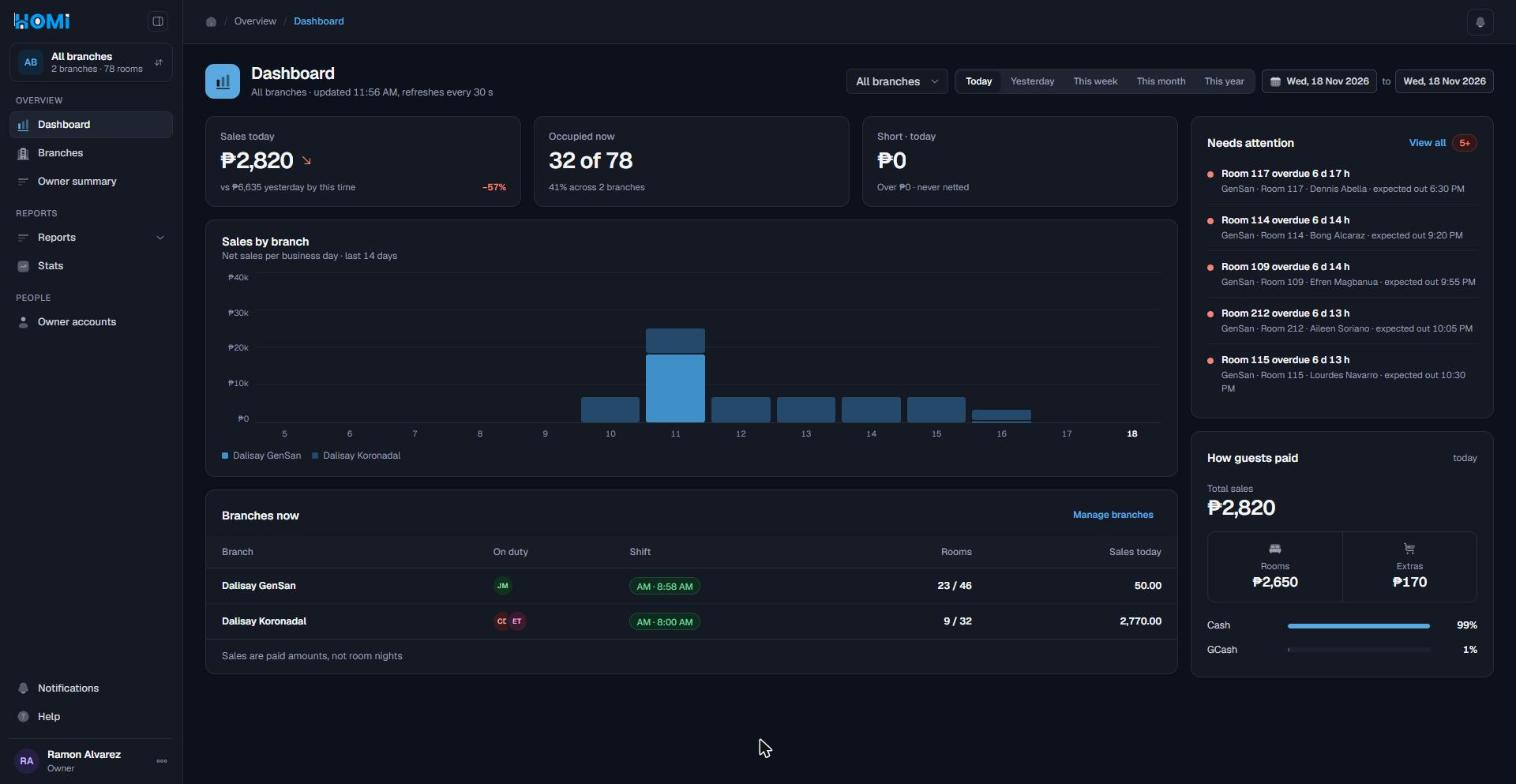 HOMi
Overview / Dashboard
AB
All branches
2 branches · 78 rooms
OVERVIEW
Dashboard
Branches
Owner summary
REPORTS
Reports
Stats
PEOPLE
Owner accounts
Notifications
Help
RA
Ramon Alvarez
Owner
Dashboard
All branches · updated 11:56 AM, refreshes every 30 s
All branches
Today Yesterday This week This month This year
Wed, 18 Nov 2026 to Wed, 18 Nov 2026
Sales today
₱2,820
vs ₱6,635 yesterday by this time
−57%
Occupied now
32 of 78
41% across 2 branches
Short · today
₱0
Over ₱0 · never netted
Sales by branch
Net sales per business day · last 14 days
₱40k
₱30k
₱20k
₱10k
₱0
5 6 7 8 9 10 11 12 13 14 15 16 17 18
Dalisay GenSan Dalisay Koronadal
Branches now
Manage branches
Branch On duty Shift Rooms Sales today
Dalisay GenSan JM AM · 8:58 AM 23 / 46 50.00
Dalisay Koronadal ET AM · 8:00 AM 9 / 32 2,770.00
Sales are paid amounts, not room nights
Needs attention
View all 5+
Room 117 overdue 6 d 17 h
GenSan · Room 117 · Dennis Abella · expected out 6:30 PM
Room 114 overdue 6 d 14 h
GenSan · Room 114 · Bong Alcaraz · expected out 9:20 PM
Room 109 overdue 6 d 14 h
GenSan · Room 109 · Efren Magbanua · expected out 9:55 PM
Room 212 overdue 6 d 13 h
GenSan · Room 212 · Aileen Soriano · expected out 10:05 PM
Room 115 overdue 6 d 13 h
GenSan · Room 115 · Lourdes Navarro · expected out 10:30
PM
How guests paid
today
Total sales
₱2,820
Rooms
₱2,650
Extras
₱170
Cash 99%
GCash 1%